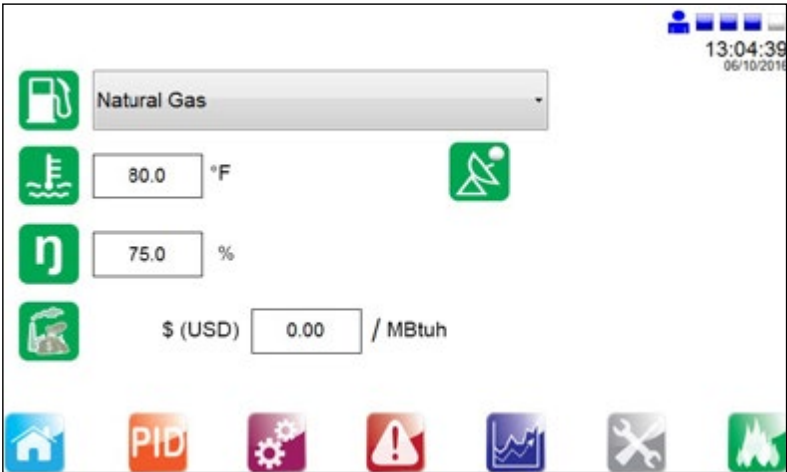 13:04:39
06/10/2016
Natural Gas
80.0 °F
η
75.0 %
$ (USD) 0.00 / MBtuh
PID